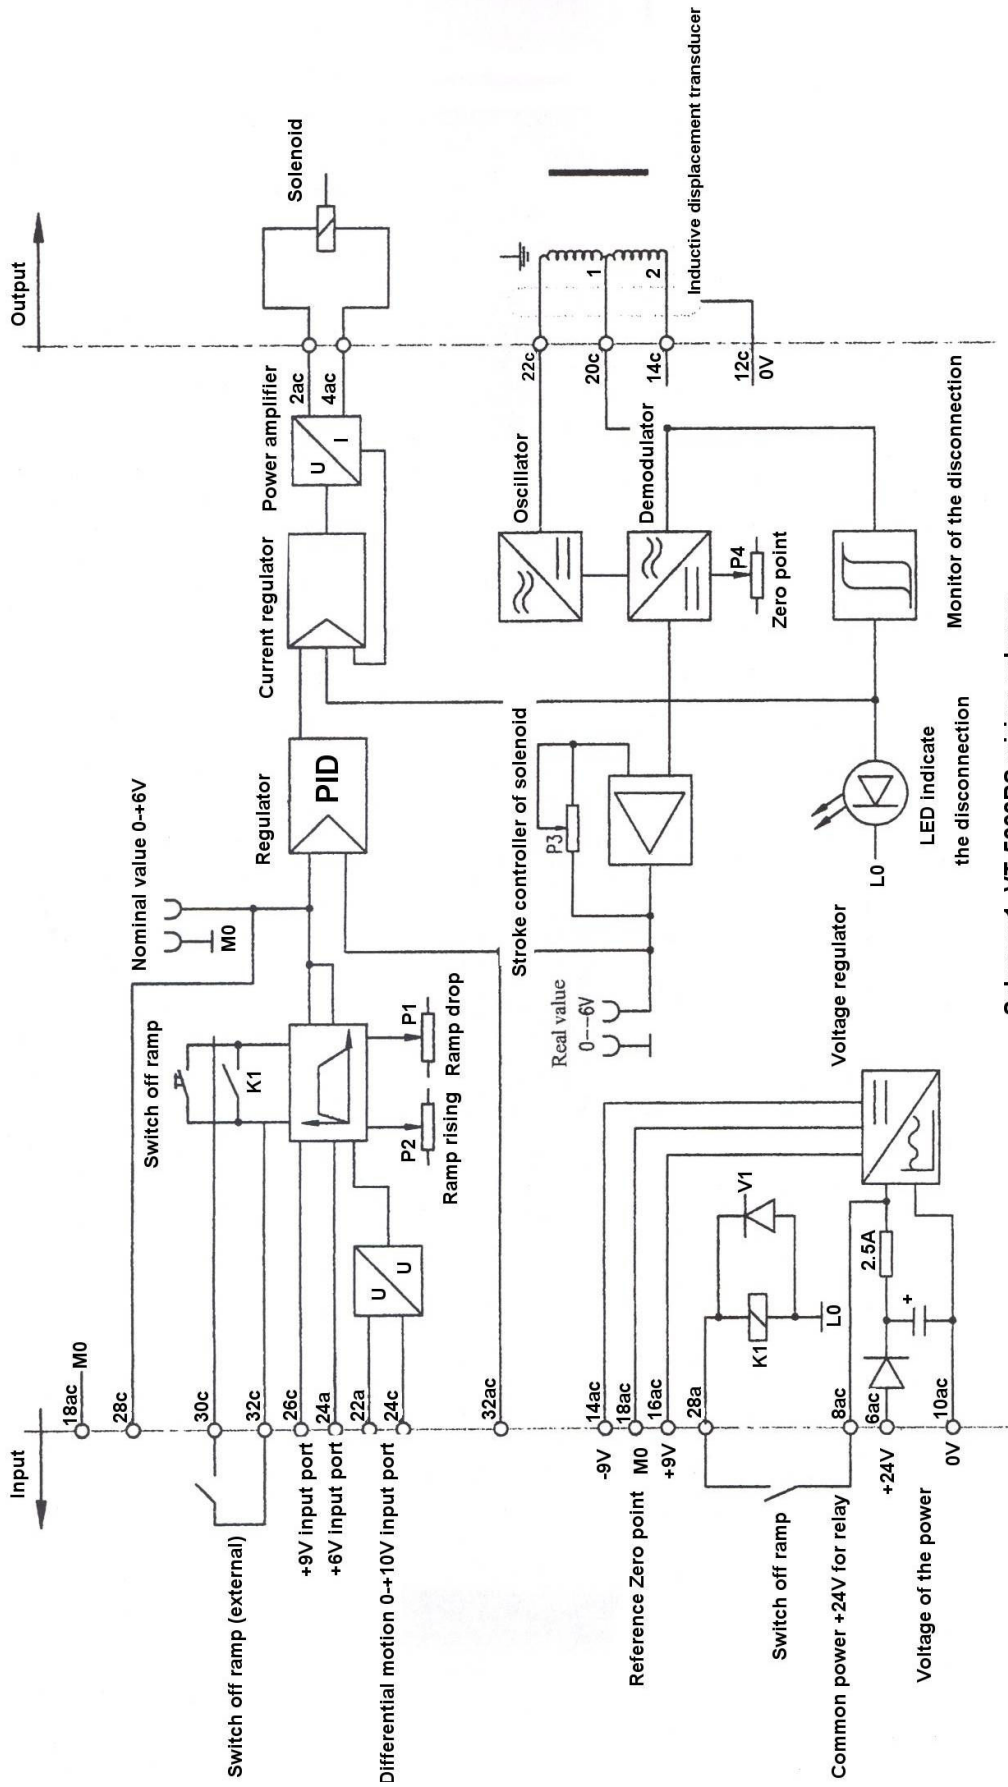 Input
Output
18ac
M0
28c
30c
32c
26c
24a
22a
24c
32ac
14ac
18ac
16ac
28a
8ac
6ac
10ac
Switch off ramp (external)
+9V input port
+6V input port
Differential motion 0-+10V input port
-9V
Reference Zero point M0
+9V
Switch off ramp
Common power +24V for relay
+24V
Voltage of the power
0V
Switch off ramp
K1
U
U
P2
P1
Ramp rising
Ramp drop
Nominal value 0-+6V
M0
Regulator
PID
Current regulator
Power amplifier
U
I
2ac
4ac
Solenoid
Real value
0---6V
Stroke controller of solenoid
P3
Oscillator
Demodulator
P4
Zero point
22c
20c
14c
12c
0V
1
2
Inductive displacement transducer
K1
V1
L0
2.5A
+
Voltage regulator
L0
LED indicate
the disconnection
Monitor of the disconnection